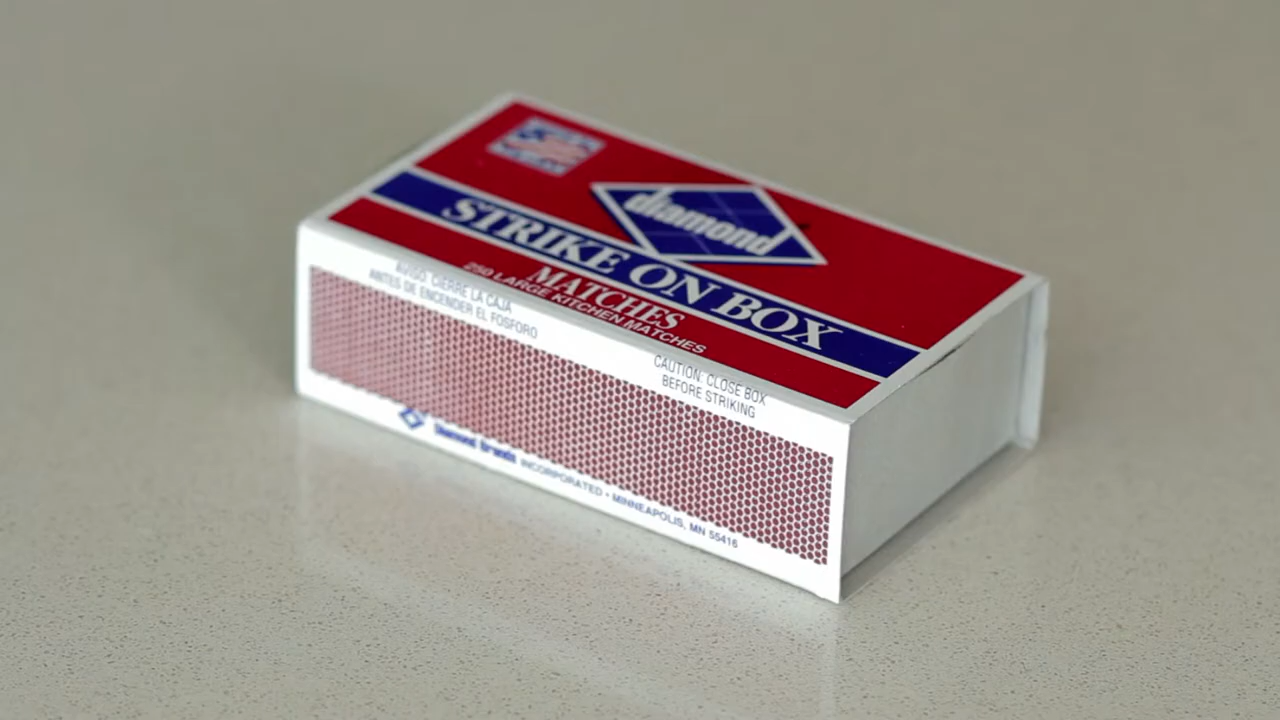 diamond
STRIKE ON BOX
MATCHES
250 LARGE KITCHEN MATCHES
AVISO: CIERRE LA CAJA
ANTES DE ENCENDER EL FOSFORO
CAUTION: CLOSE BOX
BEFORE STRIKING
Diamond Brands INCORPORATED • MINNEAPOLIS, MN 55416